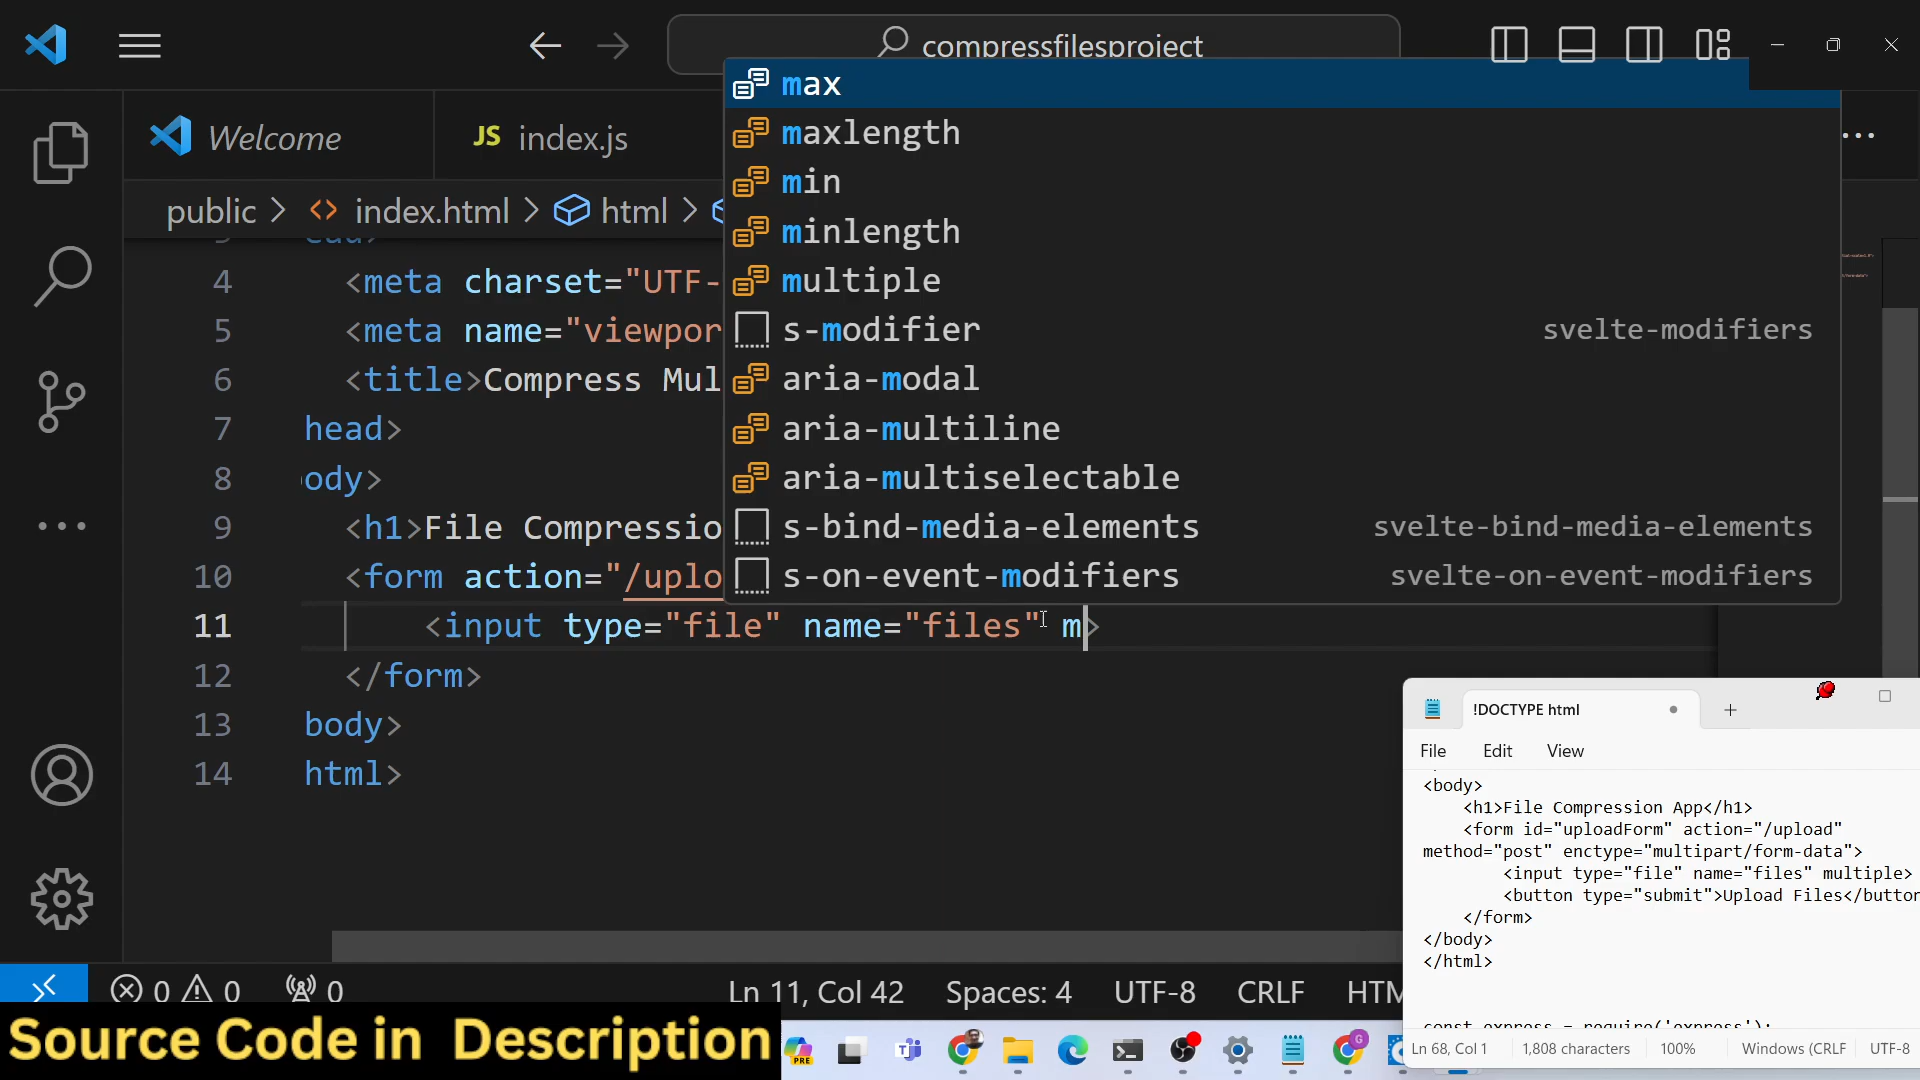 compressfilesproject
Welcome
JS index.js
public > index.html > html >
max
maxlength
min
minlength
multiple
s-modifier svelte-modifiers
aria-modal
aria-multiline
aria-multiselectable
s-bind-media-elements svelte-bind-media-elements
s-on-event-modifiers svelte-on-event-modifiers
4 <meta charset="UTF-
5 <meta name="viewpor
6 <title>Compress Mul
7 head>
8 ody>
9 <h1>File Compressio
10 <form action="/uplo
11 <input type="file" name="files" m>
12 </form>
13 body>
14 html>
!DOCTYPE html
File Edit View
<body>
<h1>File Compression App</h1>
<form id="uploadForm" action="/upload"
method="post" enctype="multipart/form-data">
<input type="file" name="files" multiple>
<button type="submit">Upload Files</button
</form>
</body>
</html>
const express = require('express');
Ln 68, Col 1 1,808 characters 100% Windows (CRLF UTF-8
0 0 0 Ln 11, Col 42 Spaces: 4 UTF-8 CRLF HTM
Source Code in Description
PRE
G